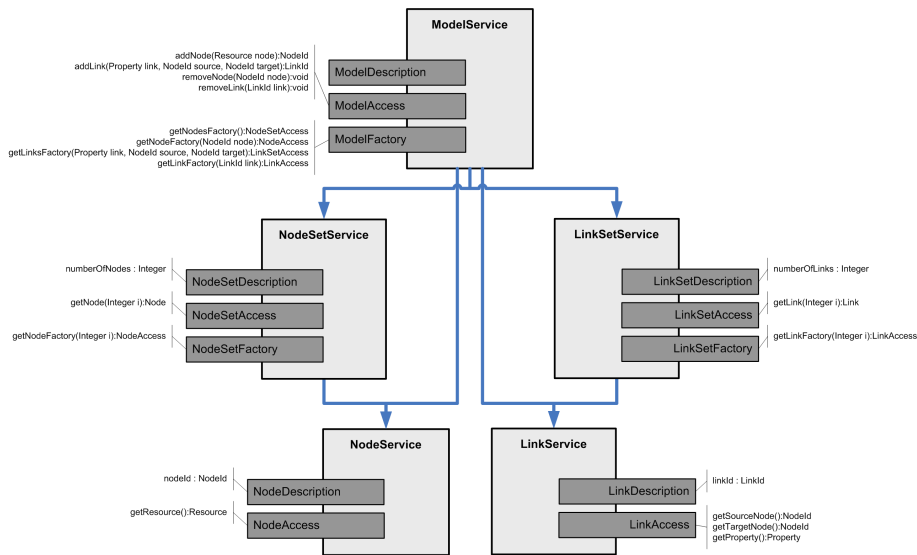 ModelService
addNode(Resource node):NodeId
addLink(Property link, NodeId source, NodeId target):LinkId
removeNode(NodeId node):void
removeLink(LinkId link):void
ModelDescription
ModelAccess
ModelFactory
getNodesFactory():NodeSetAccess
getNodeFactory(NodeId node):NodeAccess
getLinksFactory(Property link, NodeId source, NodeId target):LinkSetAccess
getLinkFactory(LinkId link):LinkAccess
NodeSetService
numberOfNodes : Integer
NodeSetDescription
getNode(Integer i):Node
NodeSetAccess
getNodeFactory(Integer i):NodeAccess
NodeSetFactory
LinkSetService
LinkSetDescription
numberOfLinks : Integer
LinkSetAccess
getLink(Integer i):Link
LinkSetFactory
getLinkFactory(Integer i):LinkAccess
NodeService
nodeId : NodeId
NodeDescription
getResource():Resource
NodeAccess
LinkService
LinkDescription
linkId : LinkId
LinkAccess
getSourceNode():NodeId
getTargetNode():NodeId
getProperty():Property